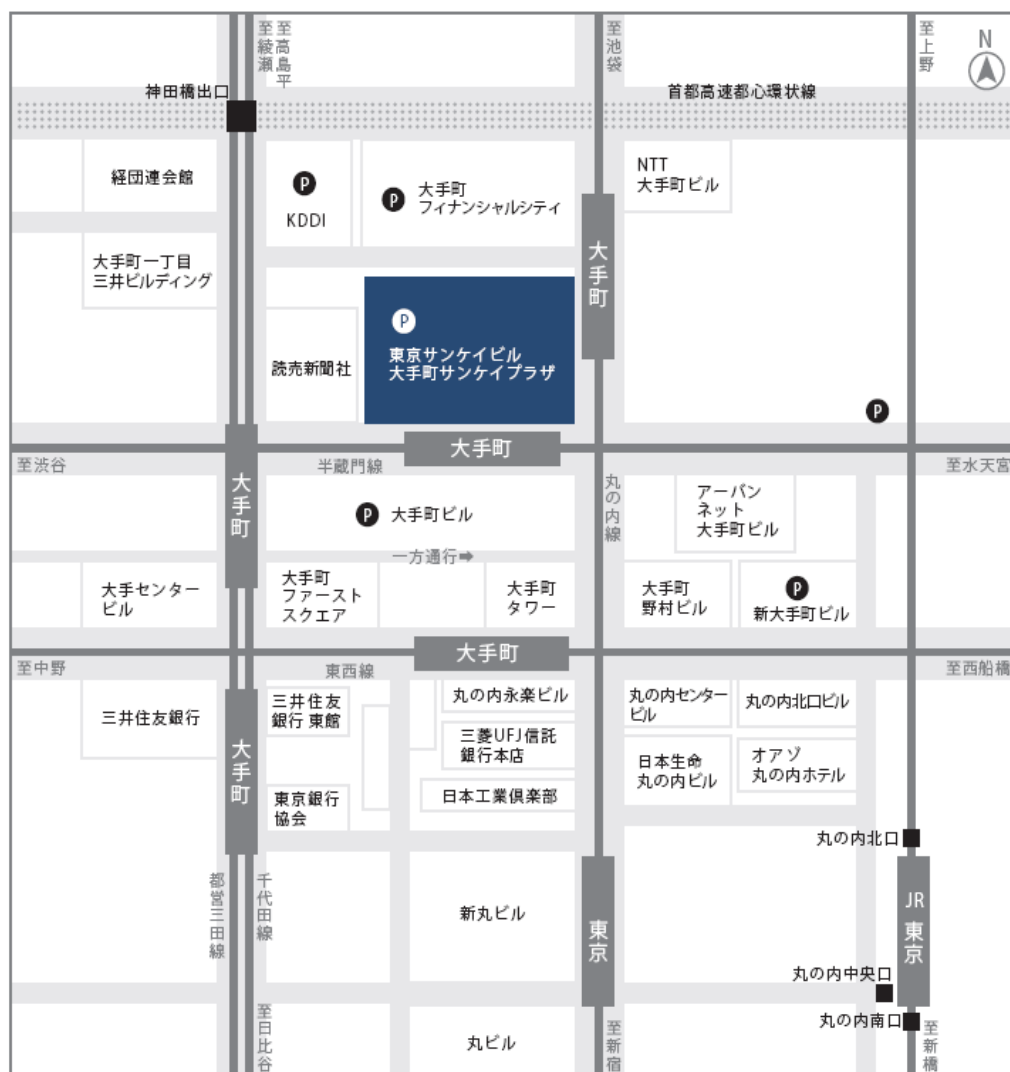 至綾瀬
至高島平
至池袋
至上野
N
神田橋出口
首都高速都心環状線
経団連会館
P
KDDI
P
大手町
フィナンシャルシティ
NTT
大手町ビル
大手町一丁目
三井ビルディング
大手町
読売新聞社
P
東京サンケイビル
大手町サンケイプラザ
P
大手町
至渋谷
半蔵門線
至水天宮
大手町
丸の内線
P
大手町ビル
アーバン
ネット
大手町ビル
一方通行➡
大手センター
ビル
大手町
ファースト
スクエア
大手町
タワー
大手町
野村ビル
P
新大手町ビル
大手町
至中野
東西線
至西船橋
三井住友銀行
大手町
三井住友
銀行 東館
丸の内永楽ビル
丸の内センター
ビル
丸の内北口ビル
三菱UFJ信託
銀行本店
日本生命
丸の内ビル
オアゾ
丸の内ホテル
東京銀行
協会
日本工業倶楽部
丸の内北口
都営三田線
千代田線
新丸ビル
東京
JR
東京
丸の内中央口
丸の内南口
至日比谷
丸ビル
至新宿
至新橋